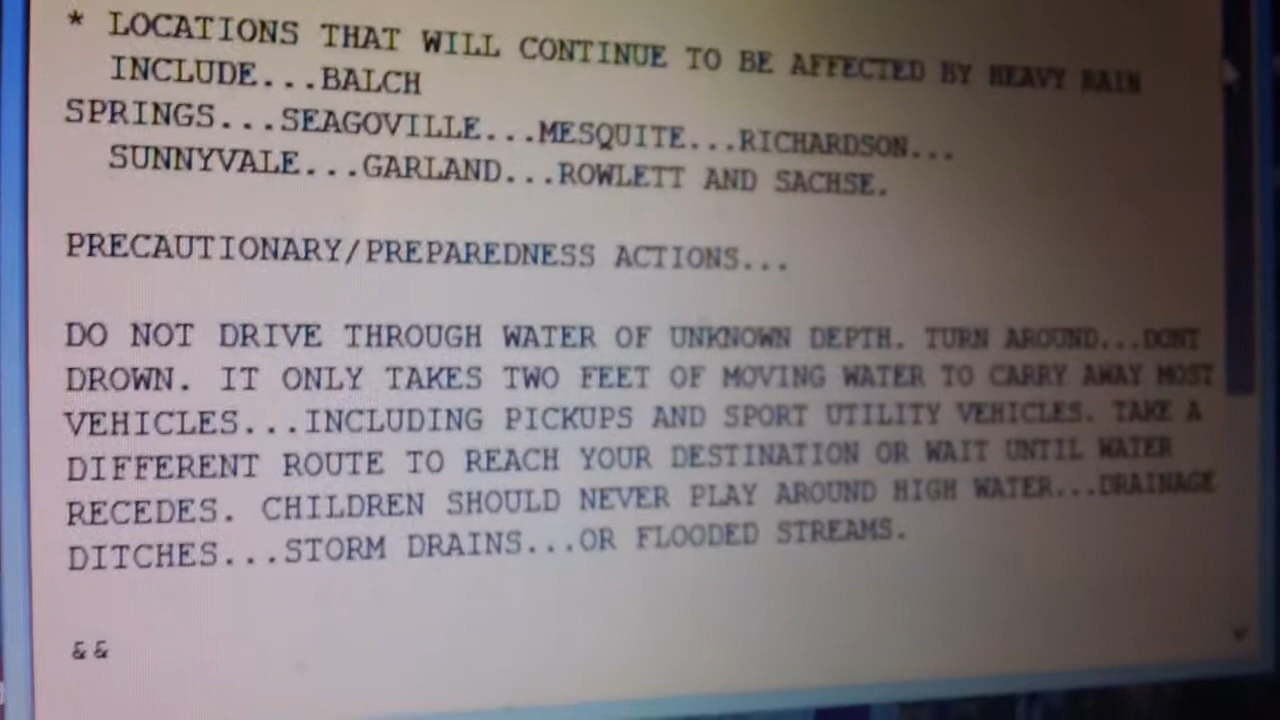 * LOCATIONS THAT WILL CONTINUE TO BE AFFECTED BY HEAVY RAIN
INCLUDE...BALCH
SPRINGS...SEAGOVILLE...MESQUITE...RICHARDSON...
SUNNYVALE...GARLAND...ROWLETT AND SACHSE.
PRECAUTIONARY/PREPAREDNESS ACTIONS...
DO NOT DRIVE THROUGH WATER OF UNKNOWN DEPTH. TURN AROUND...DONT
DROWN. IT ONLY TAKES TWO FEET OF MOVING WATER TO CARRY AWAY MOST
VEHICLES...INCLUDING PICKUPS AND SPORT UTILITY VEHICLES. TAKE A
DIFFERENT ROUTE TO REACH YOUR DESTINATION OR WAIT UNTIL WATER
RECEDES. CHILDREN SHOULD NEVER PLAY AROUND HIGH WATER...DRAINAGE
DITCHES...STORM DRAINS...OR FLOODED STREAMS.
&&